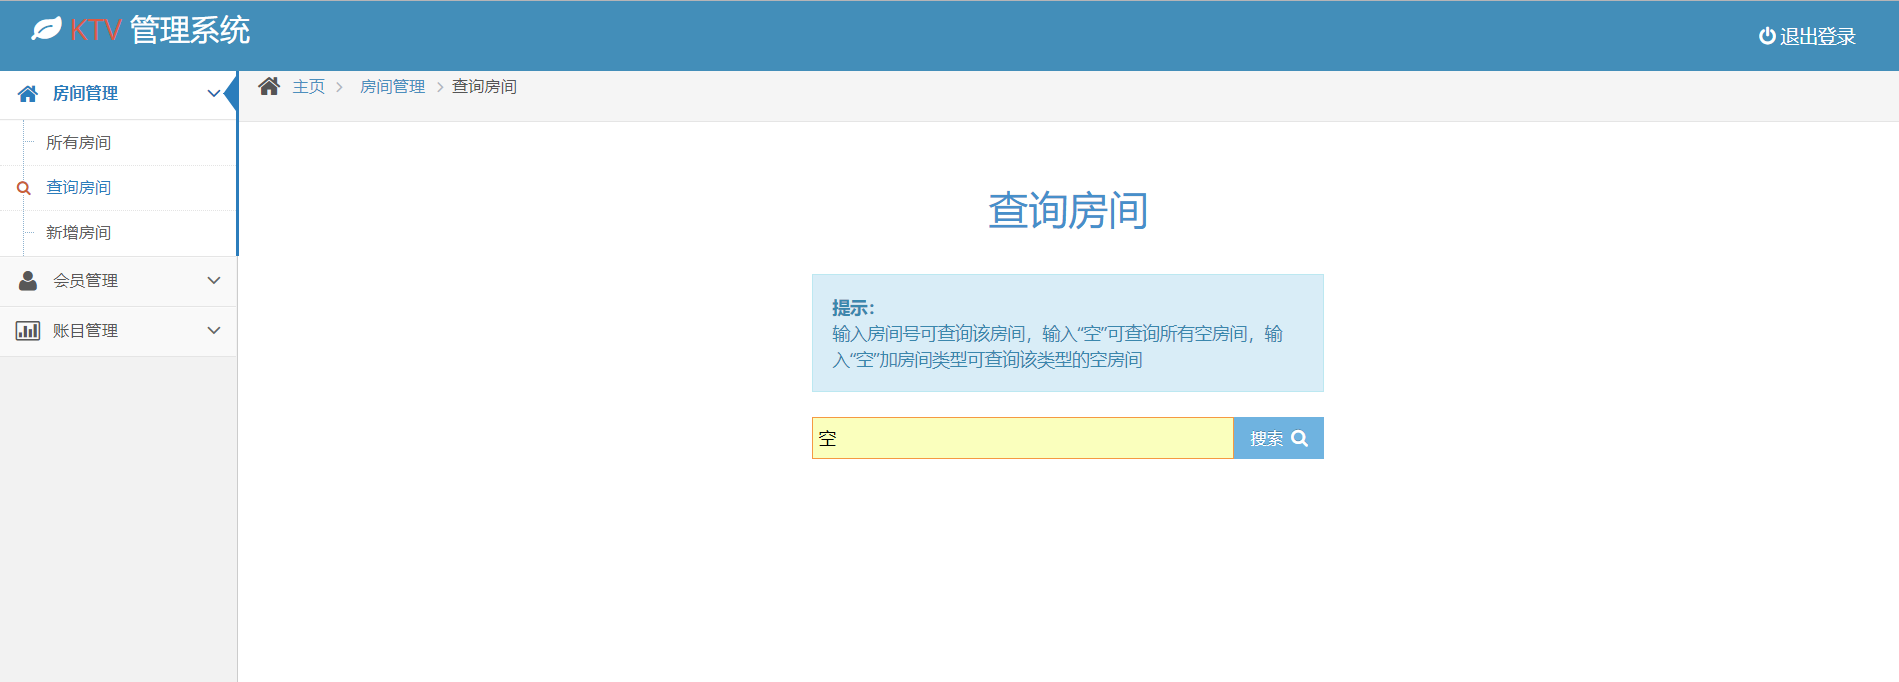 KTV 管理系统
退出登录
房间管理
所有房间
查询房间
新增房间
会员管理
账目管理
主页 > 房间管理 > 查询房间
查询房间
提示：
输入房间号可查询该房间，输入“空”可查询所有空房间，输
入“空”加房间类型可查询该类型的空房间
空
搜索